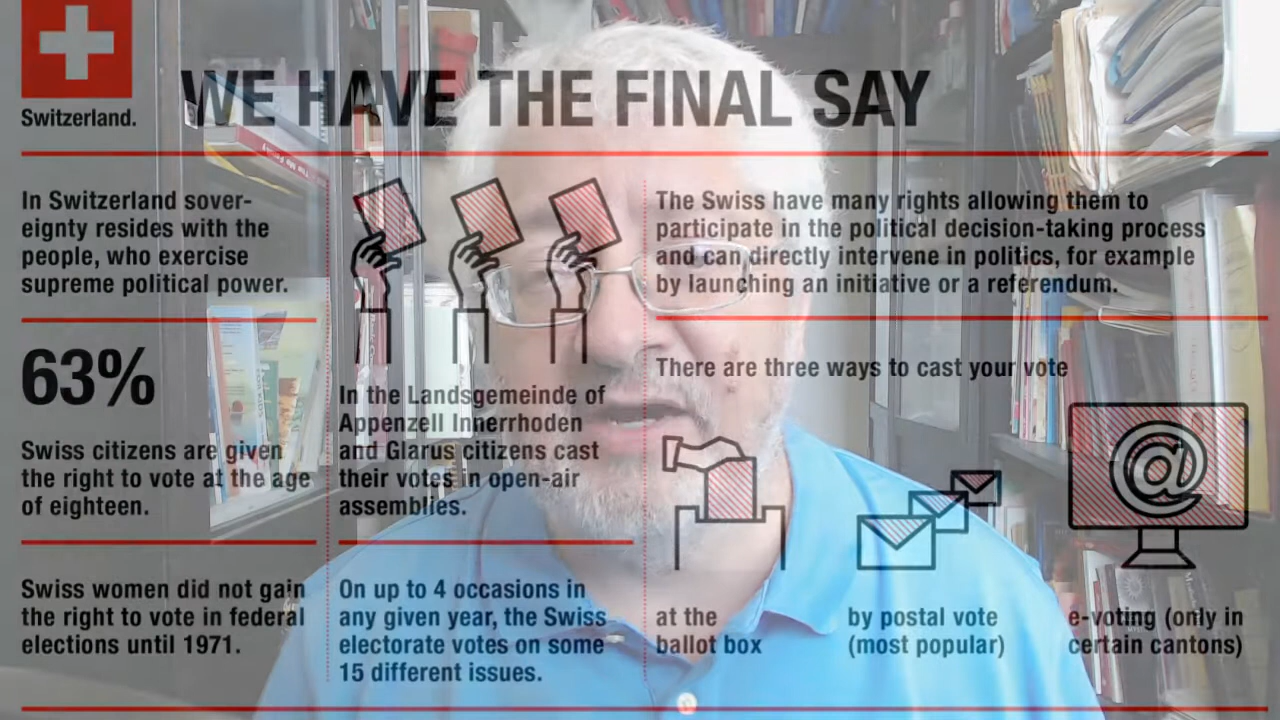 Switzerland.
WE HAVE THE FINAL SAY
In Switzerland sover-
eignty resides with the
people, who exercise
supreme political power.
63%
Swiss citizens are given
the right to vote at the age
of eighteen.
Swiss women did not gain
the right to vote in federal
elections until 1971.
In the Landsgemeinde of
Appenzell Innerrhoden
and Glarus citizens cast
their votes in open-air
assemblies.
On up to 4 occasions in
any given year, the Swiss
electorate votes on some
15 different issues.
The Swiss have many rights allowing them to
participate in the political decision-taking process
and can directly intervene in politics, for example
by launching an initiative or a referendum.
There are three ways to cast your vote
at the
ballot box
by postal vote
(most popular)
@
e-voting (only in
certain cantons)